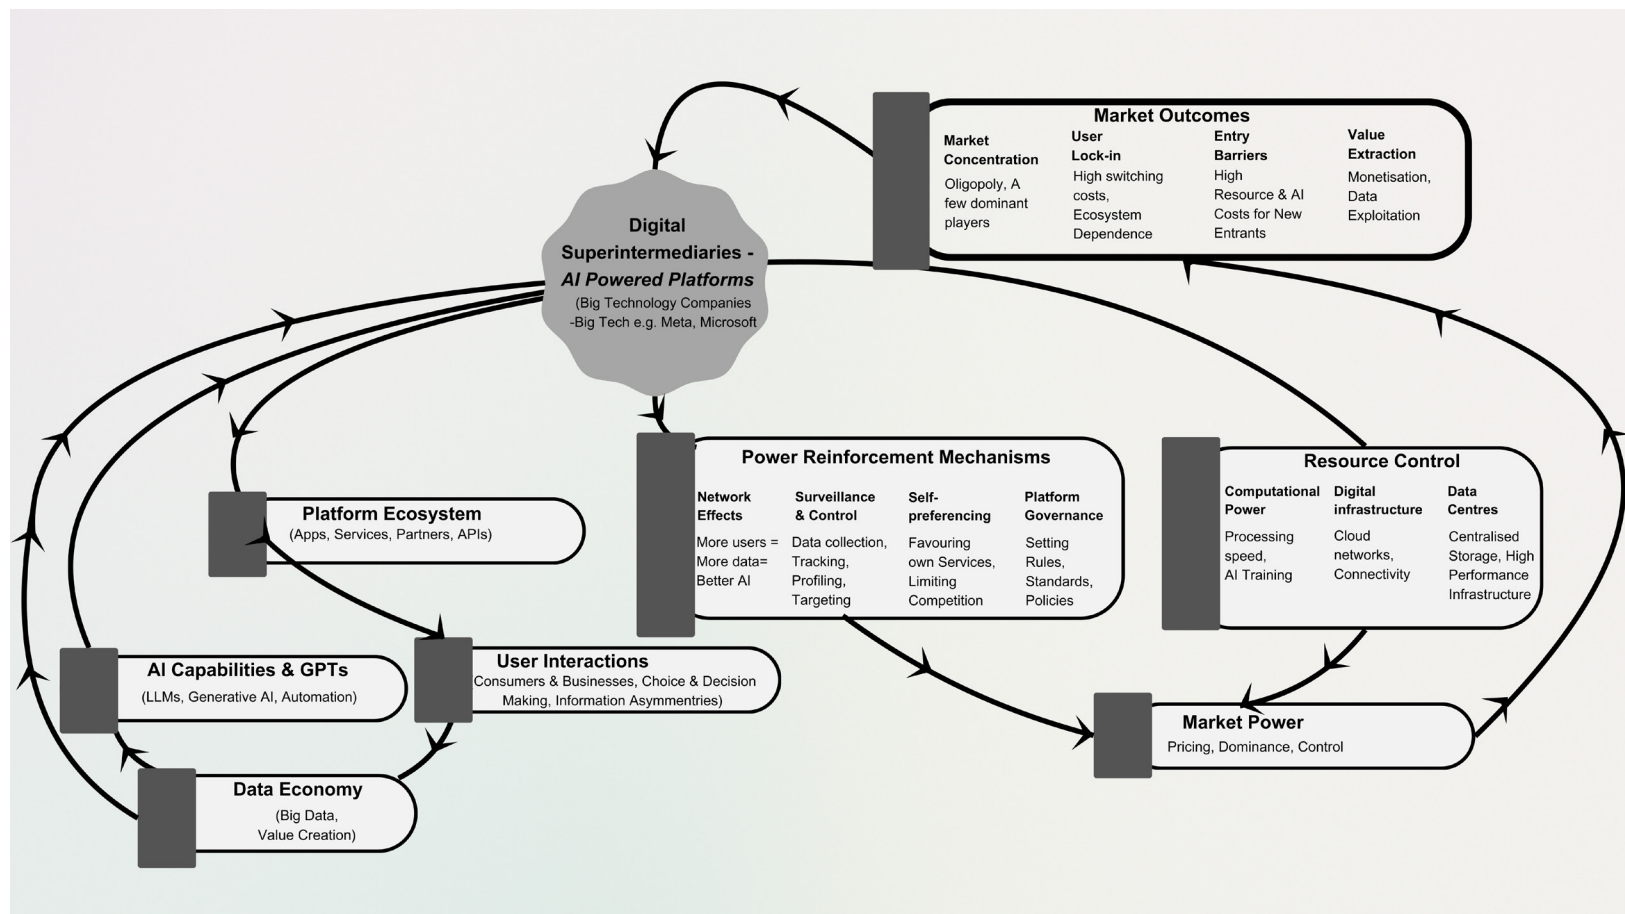 Market Outcomes
Market
Concentration
Oligopoly, A
few dominant
players
User
Lock-in
High switching
costs,
Ecosystem
Dependence
Entry
Barriers
High
Resource & AI
Costs for New
Entrants
Value
Extraction
Monetisation,
Data
Exploitation
Digital
Superintermediaries -
AI Powered Platforms
(Big Technology Companies
-Big Tech e.g. Meta, Microsoft
Power Reinforcement Mechanisms
Network
Effects
More users =
More data=
Better AI
Surveillance
& Control
Data collection,
Tracking,
Profiling,
Targeting
Self-
preferencing
Favouring
own Services,
Limiting
Competition
Platform
Governance
Setting
Rules,
Standards,
Policies
Resource Control
Computational
Power
Processing
speed,
AI Training
Digital
infrastructure
Cloud
networks,
Connectivity
Data
Centres
Centralised
Storage, High
Performance
Infrastructure
Platform Ecosystem
(Apps, Services, Partners, APIs)
AI Capabilities & GPTs
(LLMs, Generative AI, Automation)
User Interactions
Consumers & Businesses, Choice & Decision
Making, Information Asymmentries)
Market Power
Pricing, Dominance, Control
Data Economy
(Big Data,
Value Creation)